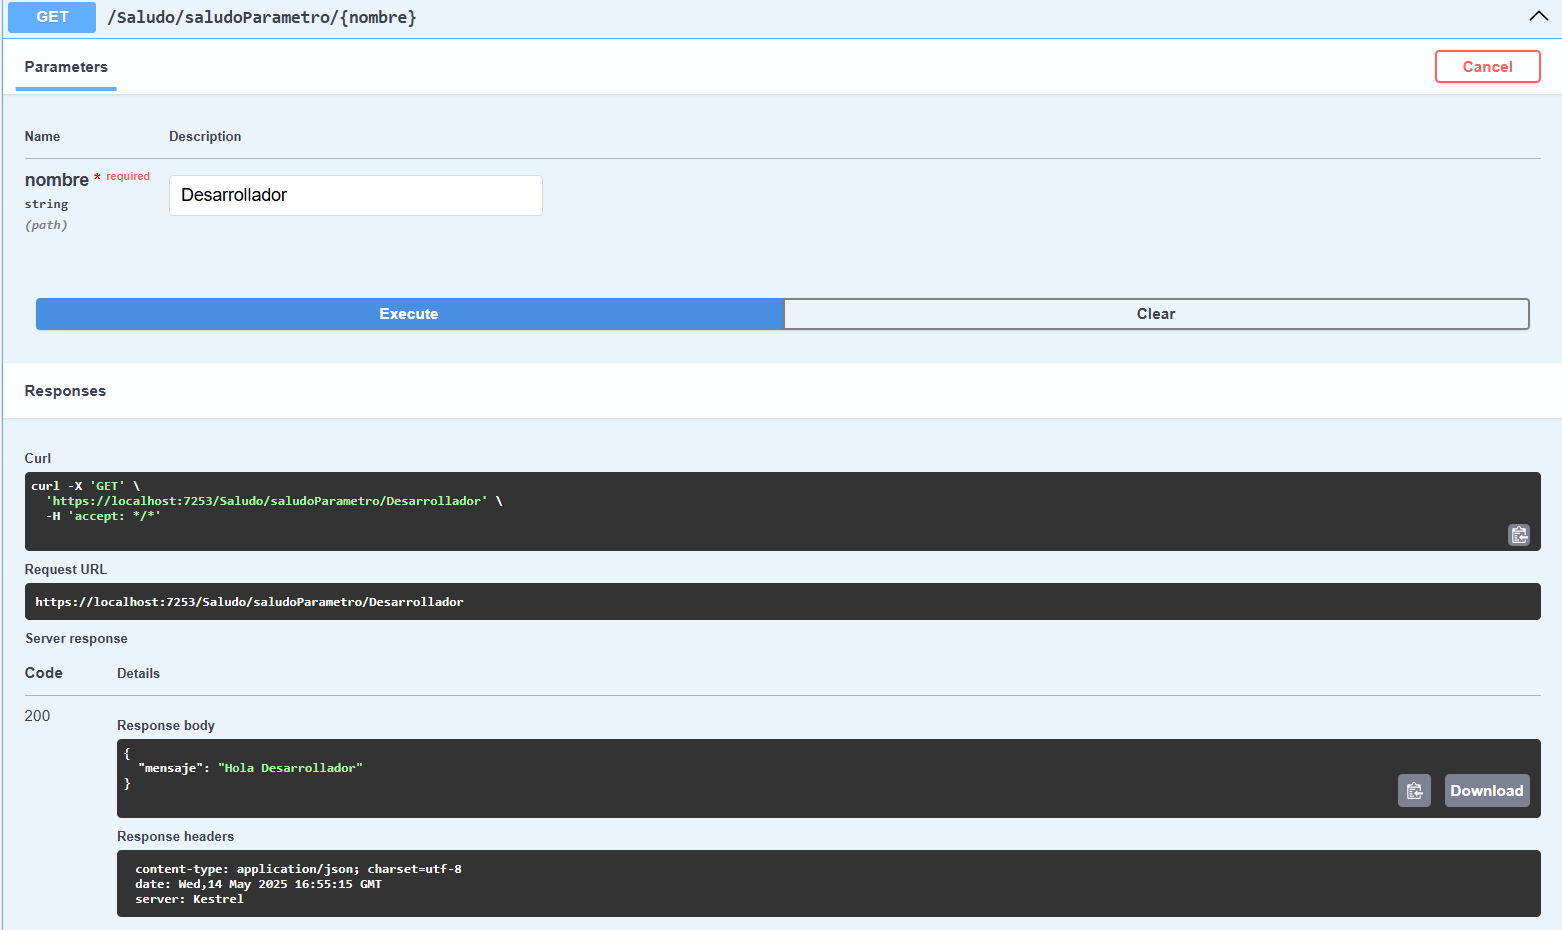 GET /Saludo/saludoParametro/{nombre}
Parameters
Cancel
Name Description
nombre * required
string
(path)
Desarrollador
Execute Clear
Responses
Curl
curl -X 'GET' \
  'https://localhost:7253/Saludo/saludoParametro/Desarrollador' \
  -H 'accept: */*'
Request URL
https://localhost:7253/Saludo/saludoParametro/Desarrollador
Server response
Code Details
200
Response body
{
  "mensaje": "Hola Desarrollador"
}
Download
Response headers
content-type: application/json; charset=utf-8
date: Wed,14 May 2025 16:55:15 GMT
server: Kestrel